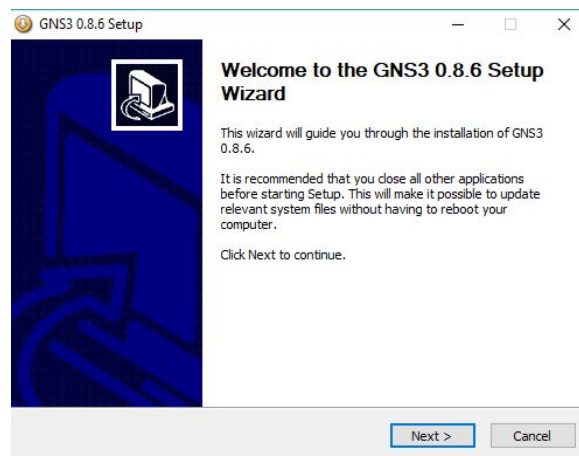 GNS3 0.8.6 Setup
Welcome to the GNS3 0.8.6 Setup
Wizard
This wizard will guide you through the installation of GNS3
0.8.6.
It is recommended that you close all other applications
before starting Setup. This will make it possible to update
relevant system files without having to reboot your
computer.
Click Next to continue.
Next >
Cancel